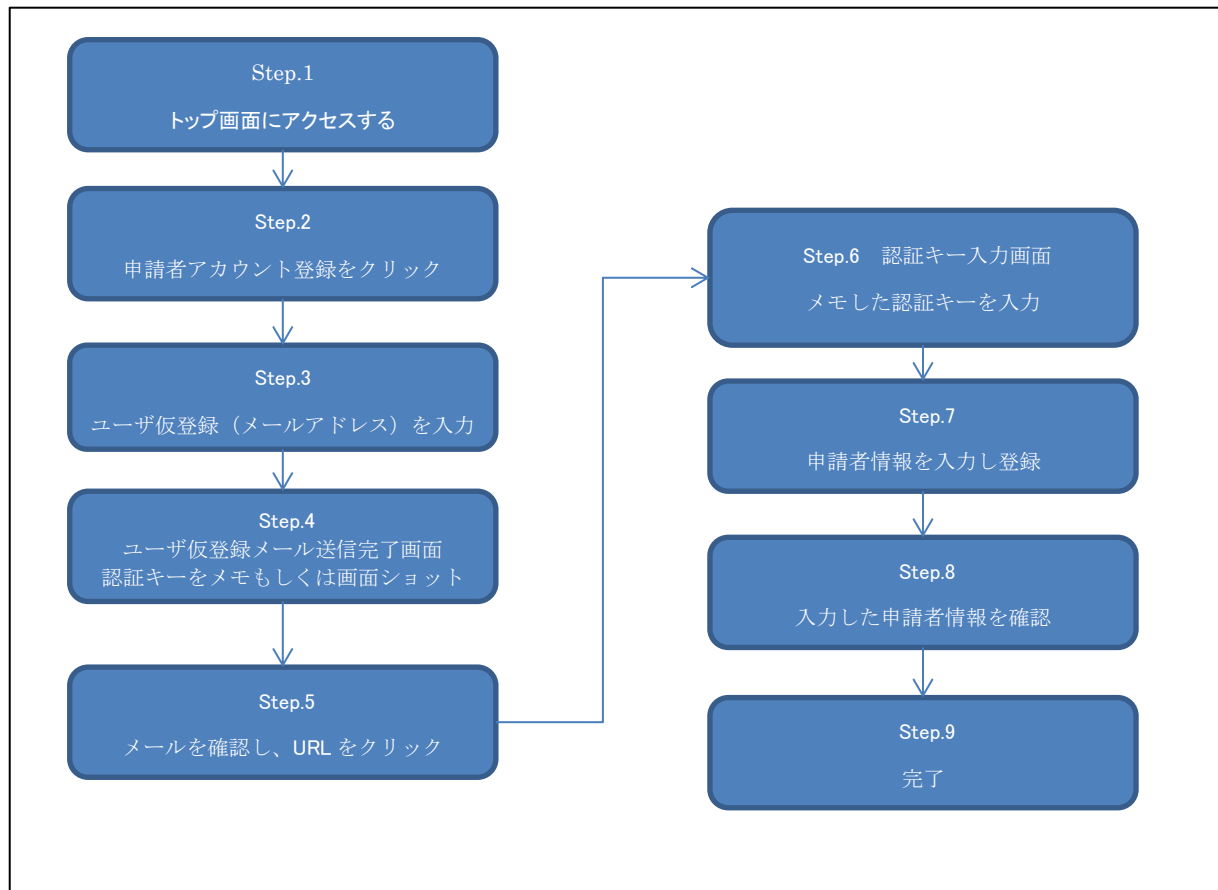 Step.1
トップ画面にアクセスする
Step.2
申請者アカウント登録をクリック
Step.3
ユーザ仮登録（メールアドレス）を入力
Step.4
ユーザ仮登録メール送信完了画面
認証キーをメモもしくは画面ショット
Step.5
メールを確認し、URL をクリック
Step.6　認証キー入力画面
メモした認証キーを入力
Step.7
申請者情報を入力し登録
Step.8
入力した申請者情報を確認
Step.9
完了